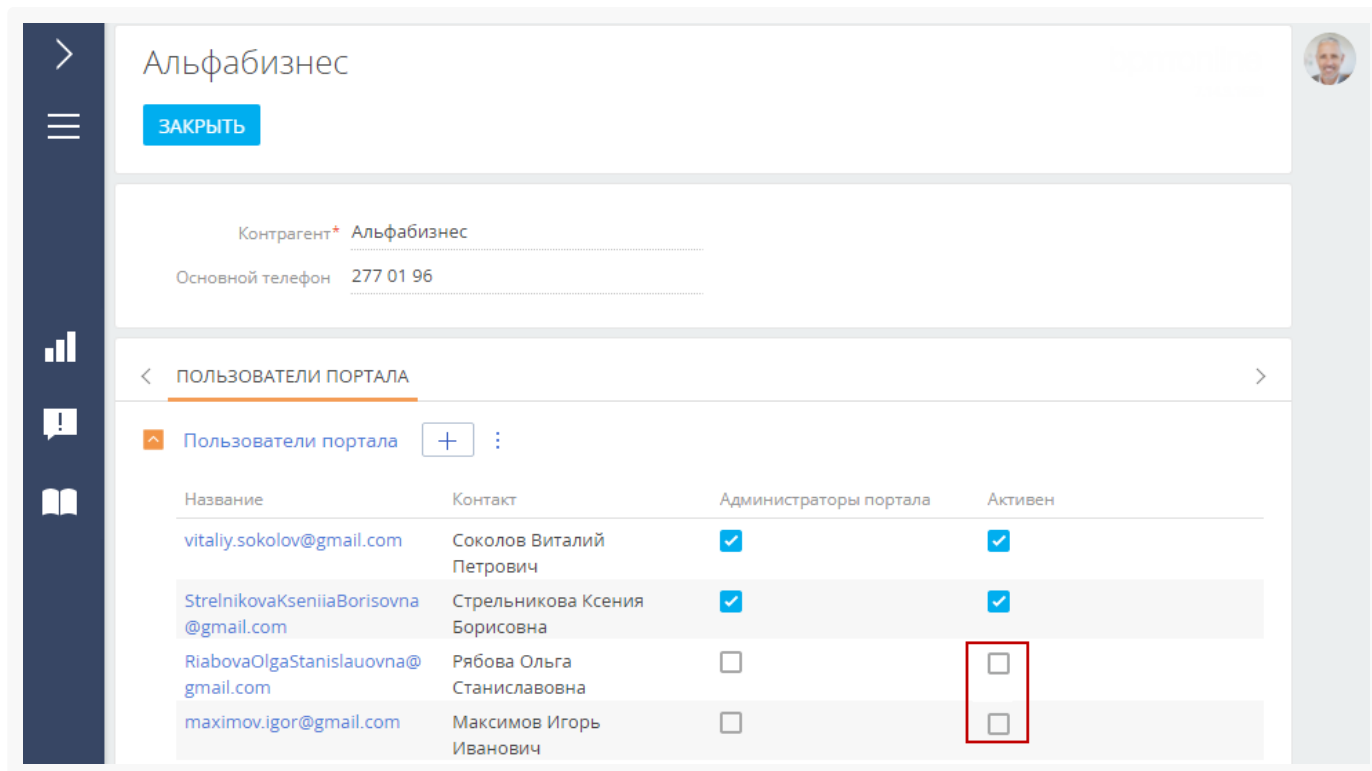 Альфабизнес
ЗАКРЫТЬ
Контрагент* Альфабизнес
Основной телефон 277 01 96
ПОЛЬЗОВАТЕЛИ ПОРТАЛА
Пользователи портала
Название Контакт Администраторы портала Активен
vitaliy.sokolov@gmail.com Соколов Виталий
Петрович
StrelnikovaKseniiaBorisovna Стрельникова Ксения
@gmail.com Борисовна
RiabovaOlgaStanislauovna@ Рябова Ольга
gmail.com Станиславовна
maximov.igor@gmail.com Максимов Игорь
Иванович